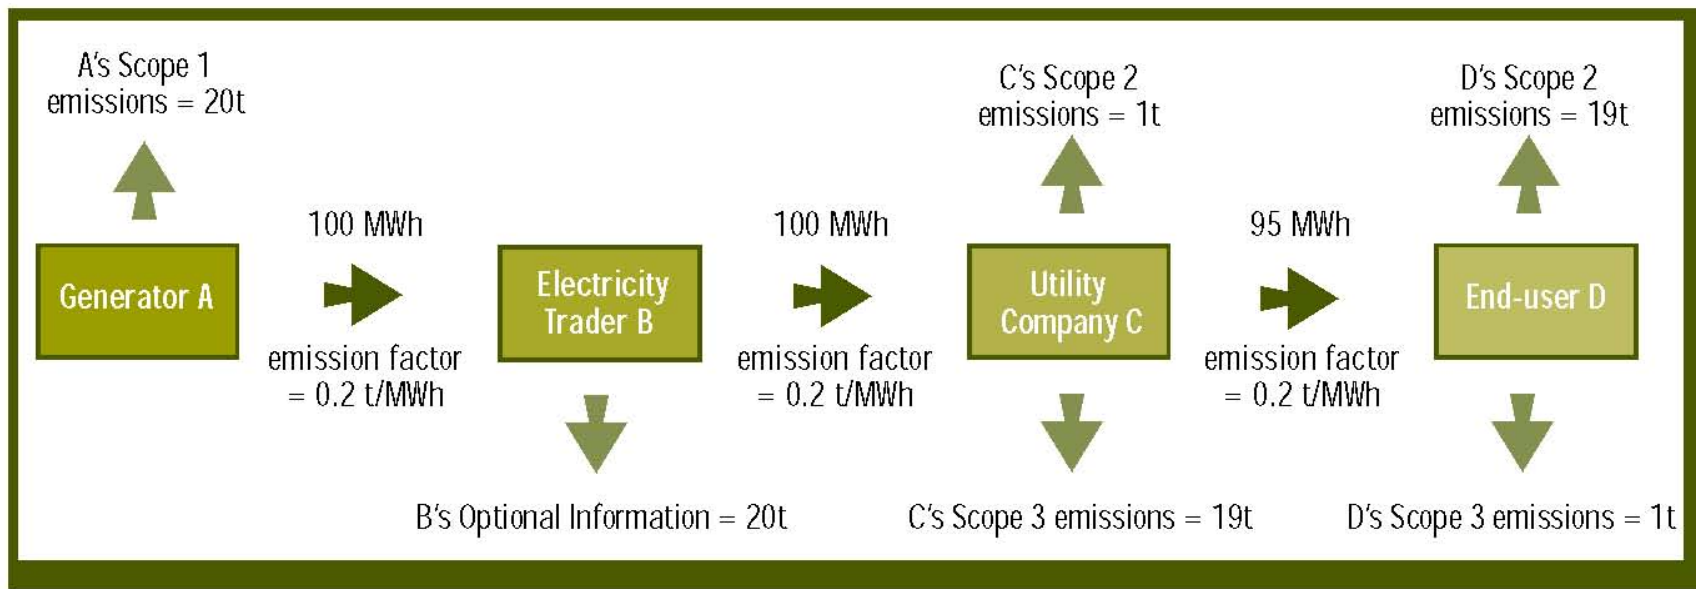 A's Scope 1
emissions = 20t
C's Scope 2
emissions = 1t
D's Scope 2
emissions = 19t
100 MWh
100 MWh
95 MWh
Generator A
Electricity
Trader B
Utility
Company C
End-user D
emission factor
= 0.2 t/MWh
emission factor
= 0.2 t/MWh
emission factor
= 0.2 t/MWh
B's Optional Information = 20t
C's Scope 3 emissions = 19t
D's Scope 3 emissions = 1t